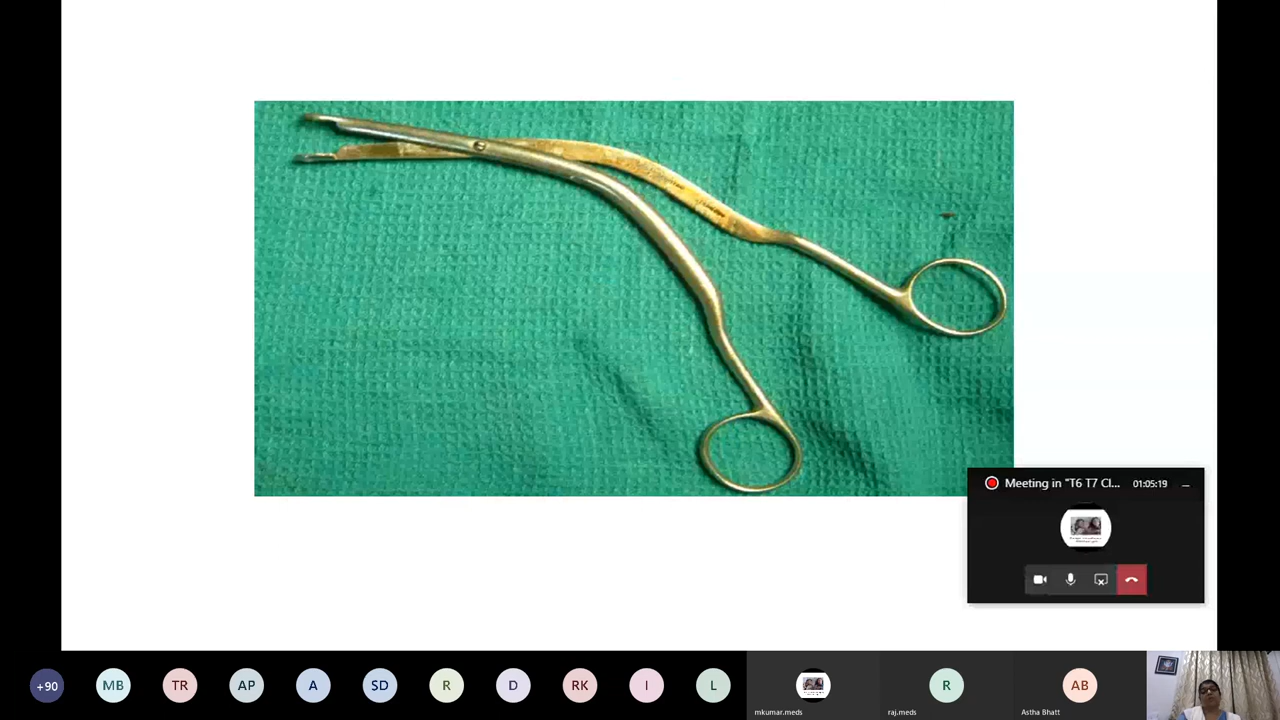 Meeting in "T6 T7 Cl...
01:05:19
+90
MB
TR
AP
A
SD
R
D
RK
I
L
mkumar.meds
R
raj.meds
AB
Astha Bhatt